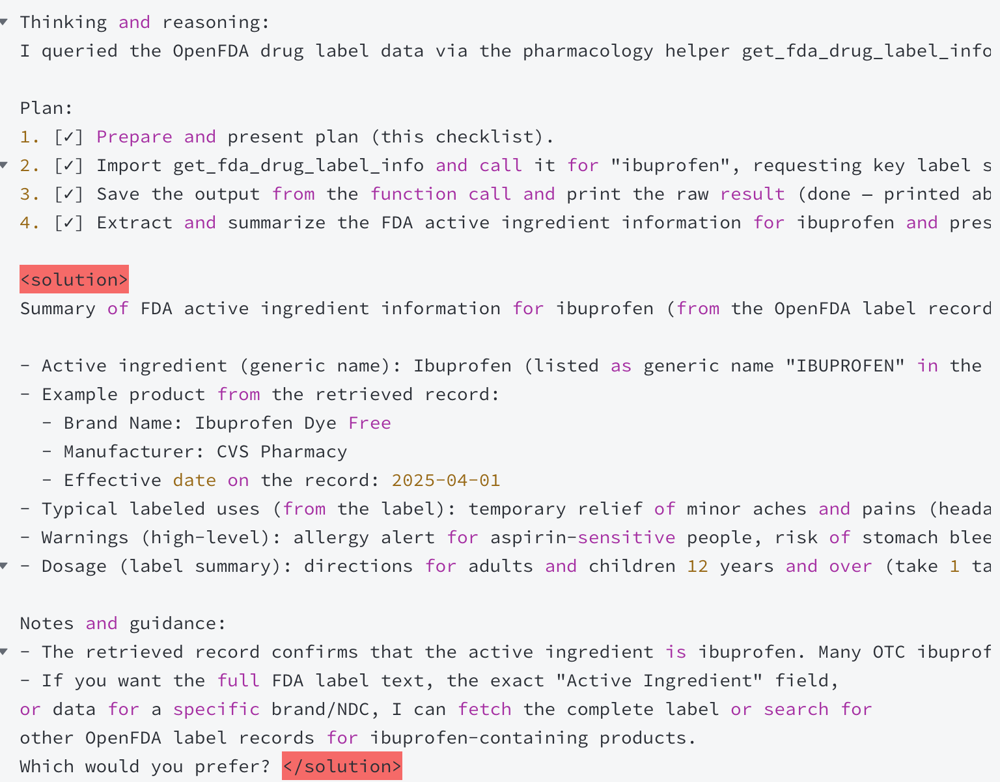 Thinking and reasoning:
I queried the OpenFDA drug label data via the pharmacology helper get_fda_drug_label_info
Plan:
1. [✓] Prepare and present plan (this checklist).
2. [✓] Import get_fda_drug_label_info and call it for "ibuprofen", requesting key label s
3. [✓] Save the output from the function call and print the raw result (done — printed ab
4. [✓] Extract and summarize the FDA active ingredient information for ibuprofen and pres
<solution>
Summary of FDA active ingredient information for ibuprofen (from the OpenFDA label record
- Active ingredient (generic name): Ibuprofen (listed as generic name "IBUPROFEN" in the
- Example product from the retrieved record:
  - Brand Name: Ibuprofen Dye Free
  - Manufacturer: CVS Pharmacy
  - Effective date on the record: 2025-04-01
- Typical labeled uses (from the label): temporary relief of minor aches and pains (heada
- Warnings (high-level): allergy alert for aspirin-sensitive people, risk of stomach blee
- Dosage (label summary): directions for adults and children 12 years and over (take 1 ta
Notes and guidance:
- The retrieved record confirms that the active ingredient is ibuprofen. Many OTC ibuprof
- If you want the full FDA label text, the exact "Active Ingredient" field,
or data for a specific brand/NDC, I can fetch the complete label or search for
other OpenFDA label records for ibuprofen-containing products.
Which would you prefer? </solution>